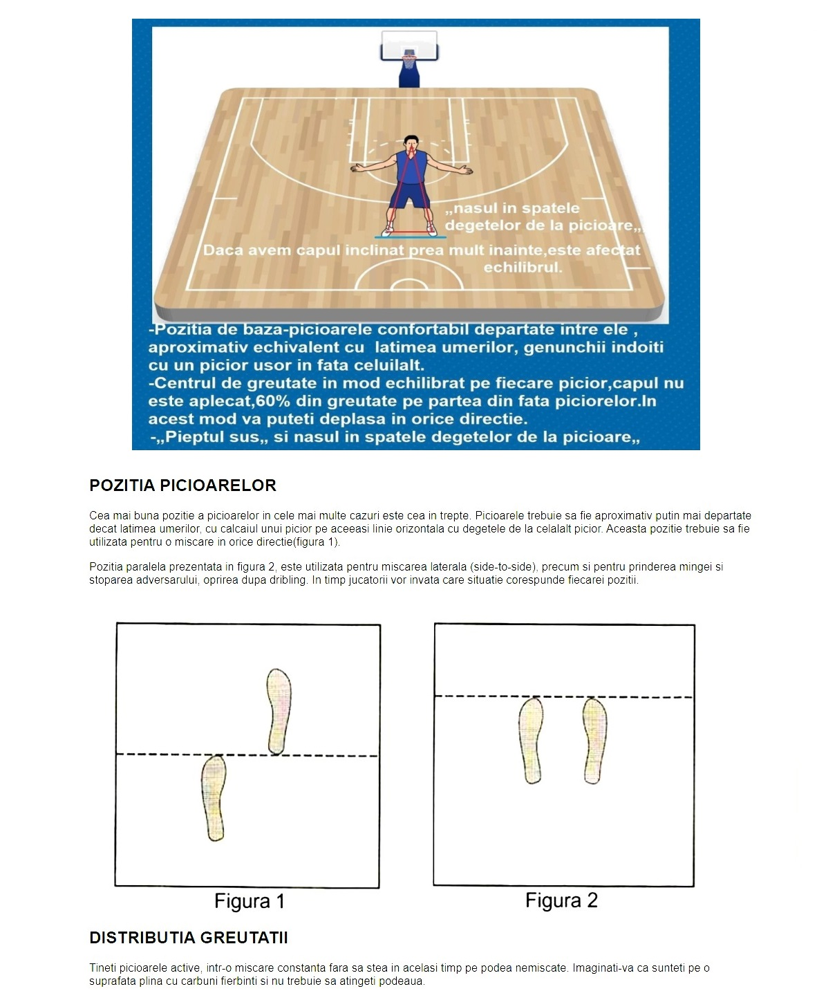 „nasul in spatele
degetelor de la picioare„
Daca avem capul inclinat prea mult inainte,este afectat
echilibrul.
-Pozitia de baza-picioarele confortabil departate intre ele ,
aproximativ echivalent cu latimea umerilor, genunchii indoiti
cu un picior usor in fata celuilalt.
-Centrul de greutate in mod echilibrat pe fiecare picior,capul nu
este aplecat,60% din greutate pe partea din fata piciorelor.In
acest mod va puteti deplasa in orice directie.
-„Pieptul sus„ si nasul in spatele degetelor de la picioare„
POZITIA PICIOARELOR
Cea mai buna pozitie a picioarelor in cele mai multe cazuri este cea in trepte. Picioarele trebuie sa fie aproximativ putin mai departate
decat latimea umerilor, cu calcaiul unui picior pe aceeasi linie orizontala cu degetele de la celalalt picior. Aceasta pozitie trebuie sa fie
utilizata pentru o miscare in orice directie(figura 1).
Pozitia paralela prezentata in figura 2, este utilizata pentru miscarea laterala (side-to-side), precum si pentru prinderea mingei si
stoparea adversarului, oprirea dupa dribling. In timp jucatorii vor invata care situatie corespunde fiecarei pozitii.
Figura 1
Figura 2
DISTRIBUTIA GREUTATII
Tineti picioarele active, intr-o miscare constanta fara sa stea in acelasi timp pe podea nemiscate. Imaginati-va ca sunteti pe o
suprafata plina cu carbuni fierbinti si nu trebuie sa atingeti podeaua.